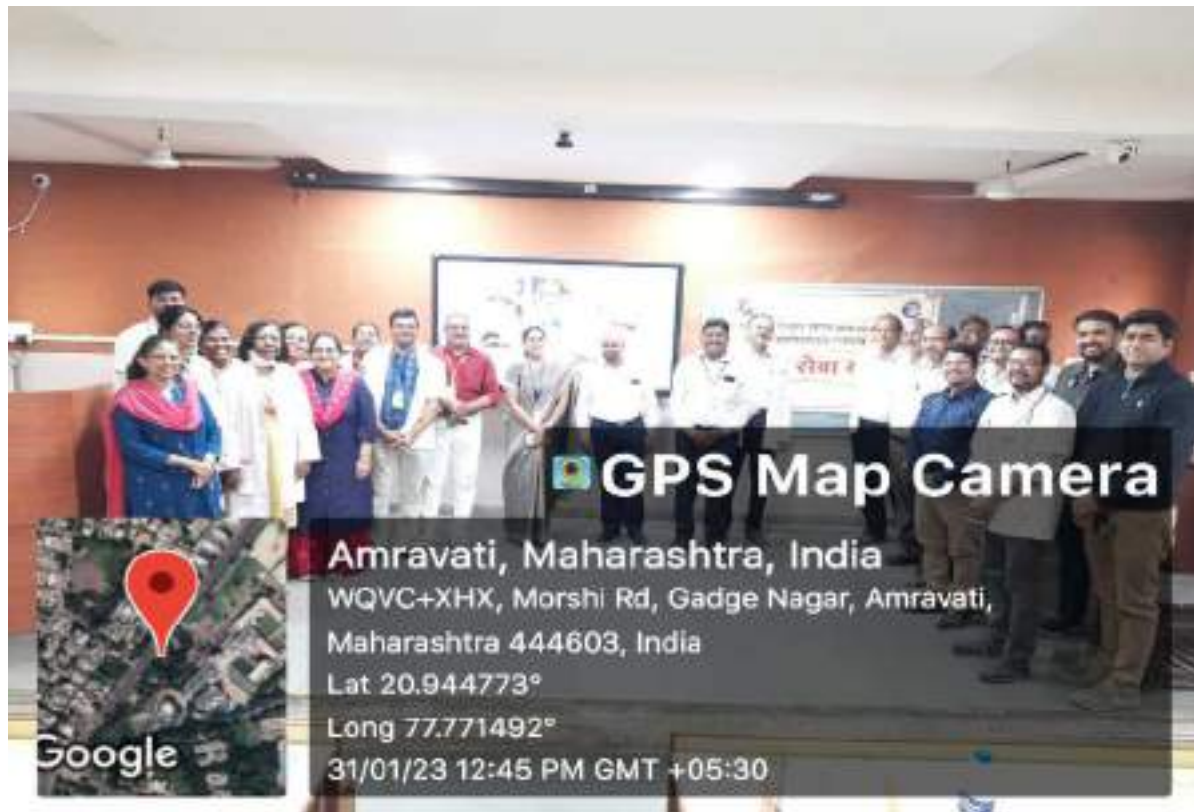 सेवा
GPS Map Camera
Amravati, Maharashtra, India
WQVC+XHX, Morshi Rd, Gadge Nagar, Amravati,
Maharashtra 444603, India
Lat 20.944773°
Long 77.771492°
31/01/23 12:45 PM GMT +05:30
Google